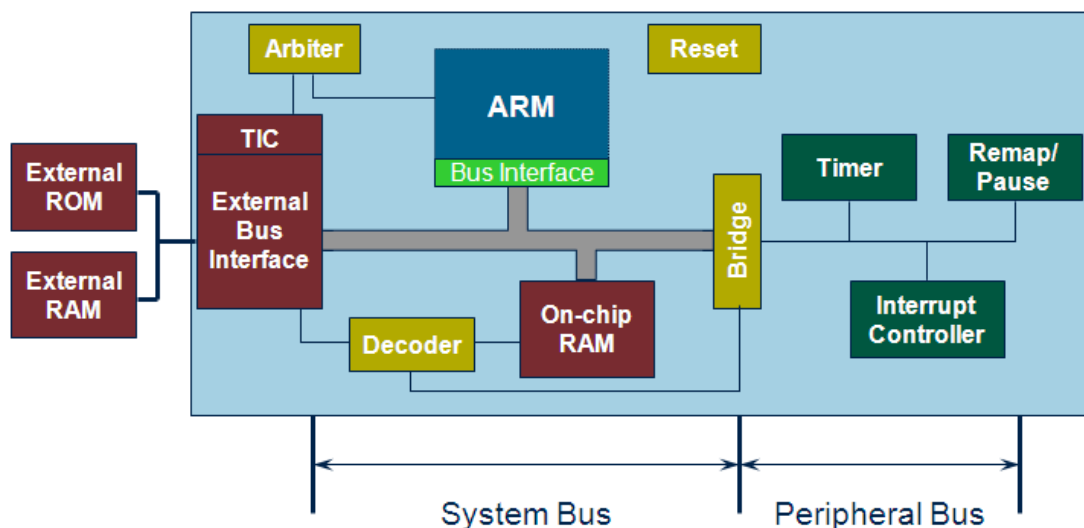 Arbiter
Reset
ARM
Bus Interface
TIC
External
Bus
Interface
External
ROM
External
RAM
Timer
Remap/
Pause
Bridge
Interrupt
Controller
On-chip
RAM
Decoder
System Bus
Peripheral Bus